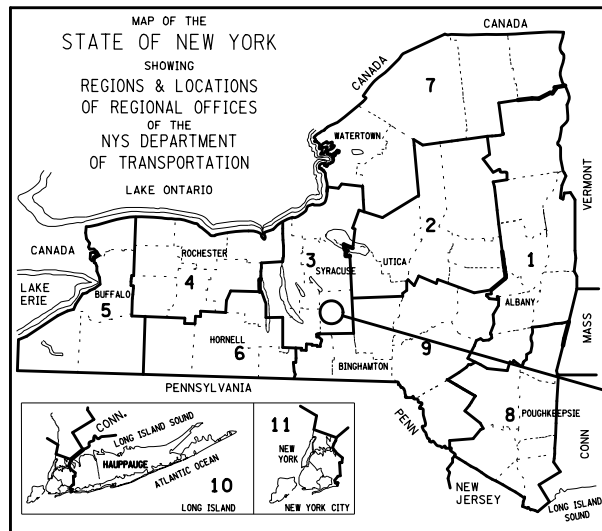 MAP OF THE
STATE OF NEW YORK
SHOWING
REGIONS & LOCATIONS
OF REGIONAL OFFICES
OF THE
NYS DEPARTMENT
OF TRANSPORTATION
LAKE ONTARIO
CANADA
CANADA
7
WATERTOWN
VERMONT
CANADA
ROCHESTER
3
SYRACUSE
2
UTICA
1
LAKE
ERIE
BUFFALO
5
4
ALBANY
MASS
HORNELL
6
BINGHAMTON
9
PENNSYLVANIA
PENN
8
POUGHKEEPSIE
CONN
NEW
JERSEY
LONG ISLAND
SOUND
CONN.
LONG ISLAND SOUND
HAUPPAUGE
ATLANTIC OCEAN
10
LONG ISLAND
11
NEW
YORK
NEW YORK CITY